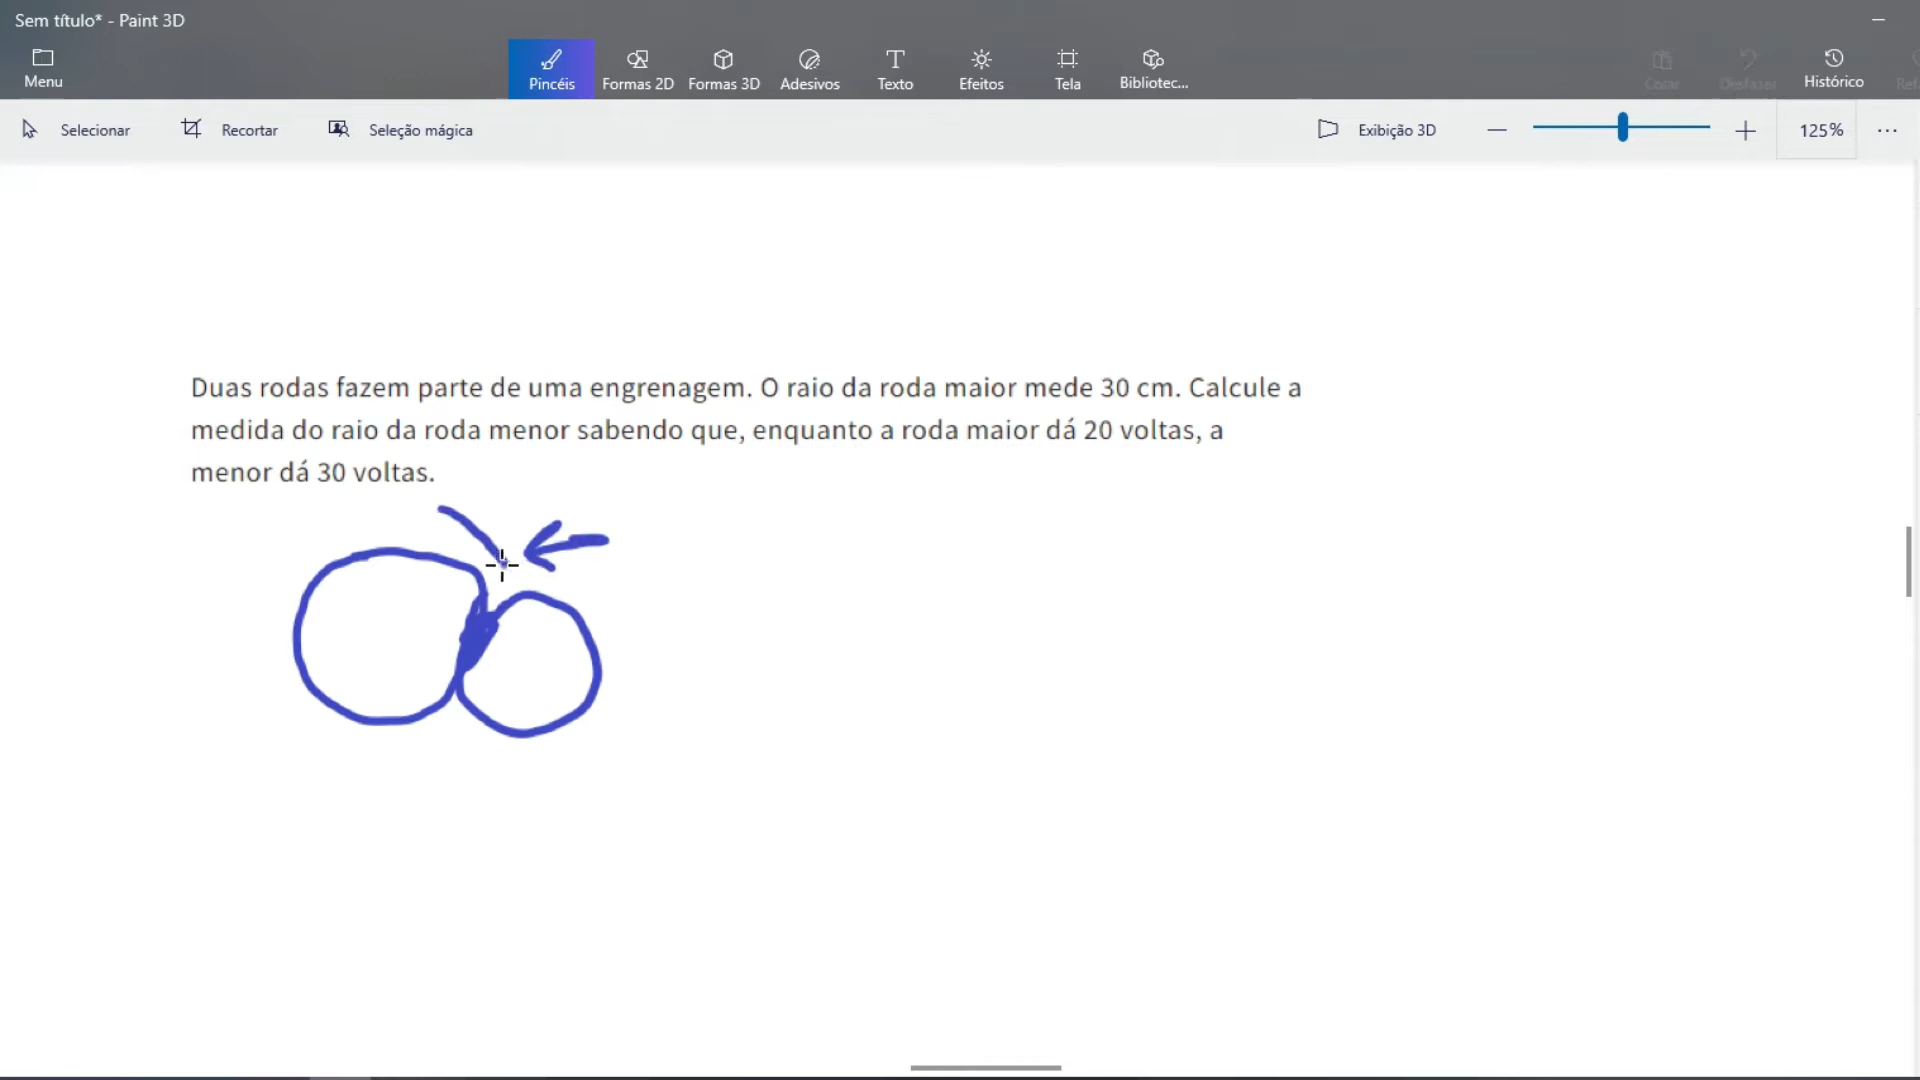 Sem título* - Paint 3D
Menu
Pincéis
Formas 2D
Formas 3D
Adesivos
Texto
Efeitos
Tela
Bibliotec...
Desfazer
Histórico
Selecionar
Recortar
Seleção mágica
Exibição 3D
125%
Duas rodas fazem parte de uma engrenagem. O raio da roda maior mede 30 cm. Calcule a
medida do raio da roda menor sabendo que, enquanto a roda maior dá 20 voltas, a
menor dá 30 voltas.